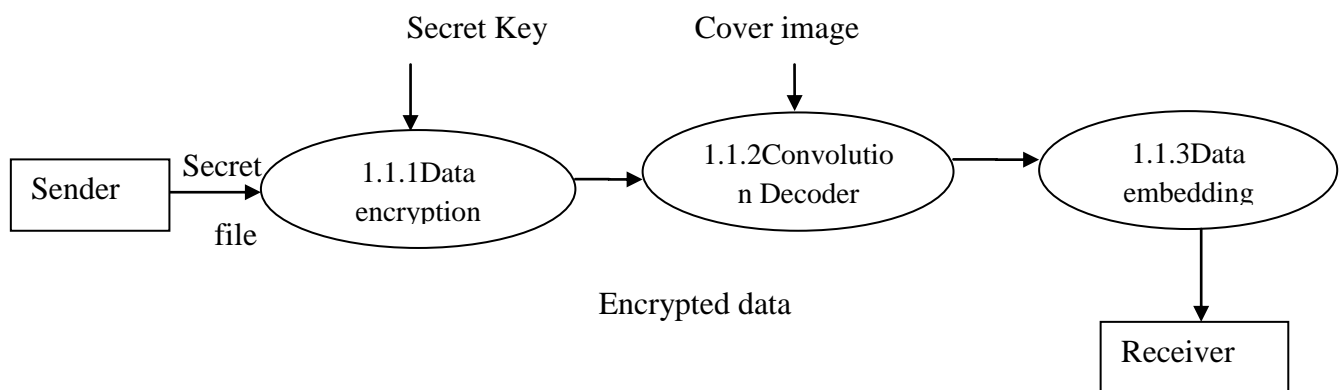 Secret Key
Cover image
Sender
Secret
file
1.1.1Data
encryption
1.1.2Convolutio
n Decoder
1.1.3Data
embedding
Encrypted data
Receiver